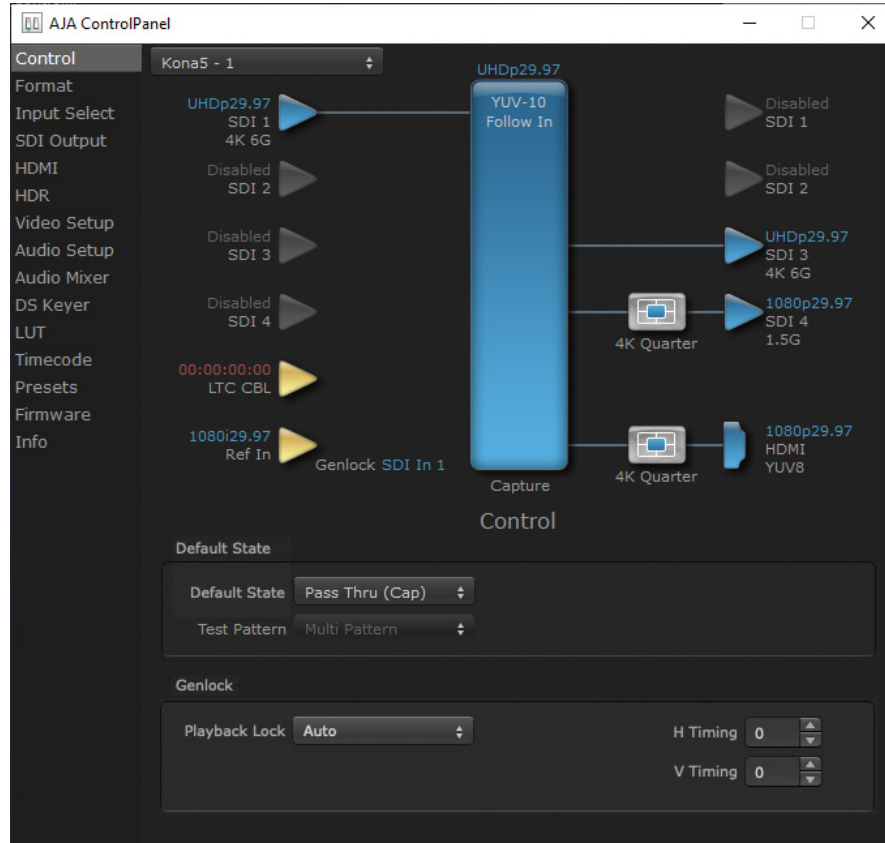 AJA ControlPanel
Control
Format
Input Select
SDI Output
HDMI
HDR
Video Setup
Audio Setup
Audio Mixer
DS Keyer
LUT
Timecode
Presets
Firmware
Info
Kona5 - 1
UHDp29.97
UHDp29.97
SDI 1
4K 6G
Disabled
SDI 2
Disabled
SDI 3
Disabled
SDI 4
00:00:00:00
LTC CBL
1080i29.97
Ref In
Genlock SDI In 1
YUV-10
Follow In
Capture
Disabled
SDI 1
Disabled
SDI 2
UHDp29.97
SDI 3
4K 6G
4K Quarter
1080p29.97
SDI 4
1.5G
4K Quarter
1080p29.97
HDMI
YUV8
Control
Default State
Default State Pass Thru (Cap)
Test Pattern Multi Pattern
Genlock
Playback Lock Auto
H Timing 0
V Timing 0